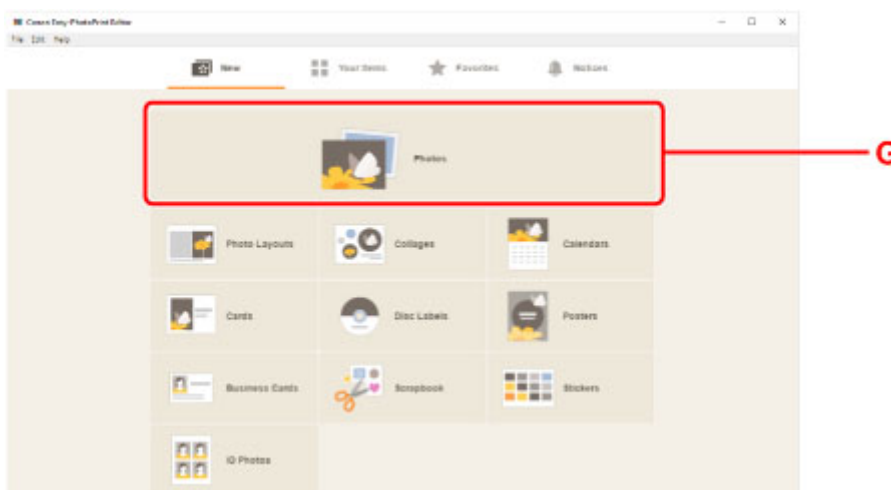 Canon Easy-PhotoPrint Editor
File Edit Help
New Your Items Favorites Notices
Photos
G
Photo Layouts Collages Calendars
Cards Disc Labels Posters
Business Cards Scrapbook Stickers
ID Photos